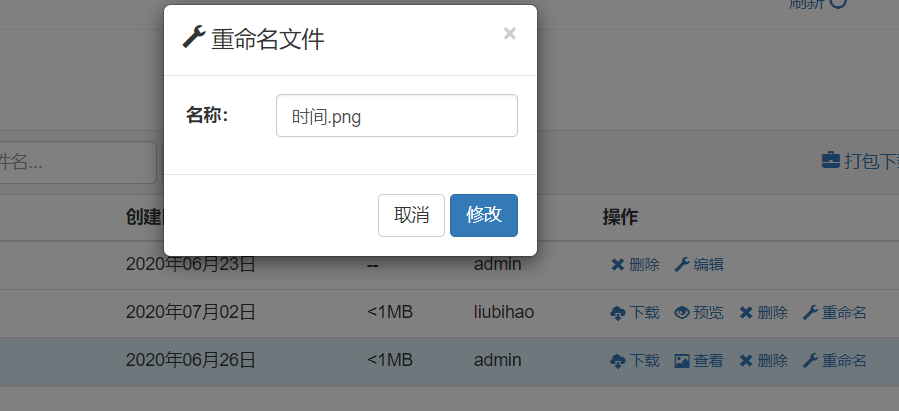 刷新
重命名文件 ×
名称:
时间.png
件名...
打包下载
取消 修改
创建 操作
2020年06月23日 -- admin 删除 编辑
2020年07月02日 <1MB liubihao 下载 预览 删除 重命名
2020年06月26日 <1MB admin 下载 查看 删除 重命名